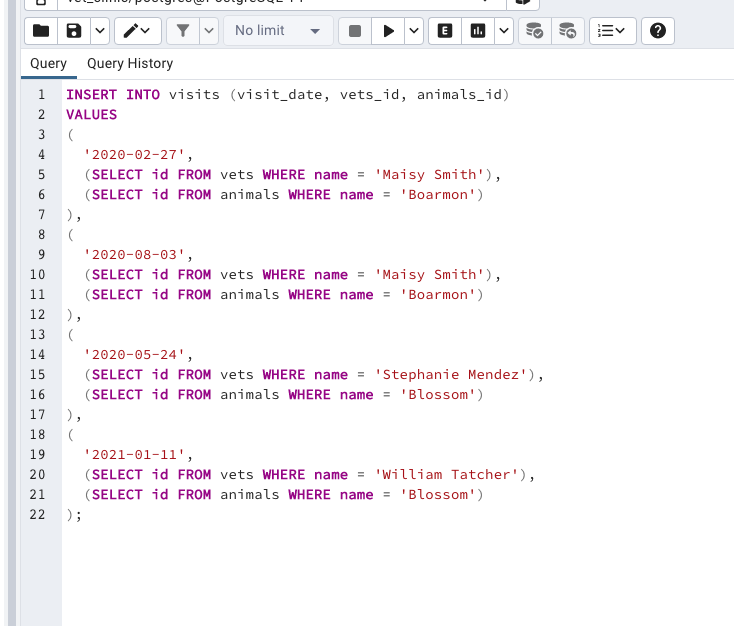 No limit
Query Query History
1 INSERT INTO visits (visit_date, vets_id, animals_id)
2 VALUES
3 (
4 '2020-02-27',
5 (SELECT id FROM vets WHERE name = 'Maisy Smith'),
6 (SELECT id FROM animals WHERE name = 'Boarmon')
7 ),
8 (
9 '2020-08-03',
10 (SELECT id FROM vets WHERE name = 'Maisy Smith'),
11 (SELECT id FROM animals WHERE name = 'Boarmon')
12 ),
13 (
14 '2020-05-24',
15 (SELECT id FROM vets WHERE name = 'Stephanie Mendez'),
16 (SELECT id FROM animals WHERE name = 'Blossom')
17 ),
18 (
19 '2021-01-11',
20 (SELECT id FROM vets WHERE name = 'William Tatcher'),
21 (SELECT id FROM animals WHERE name = 'Blossom')
22 );